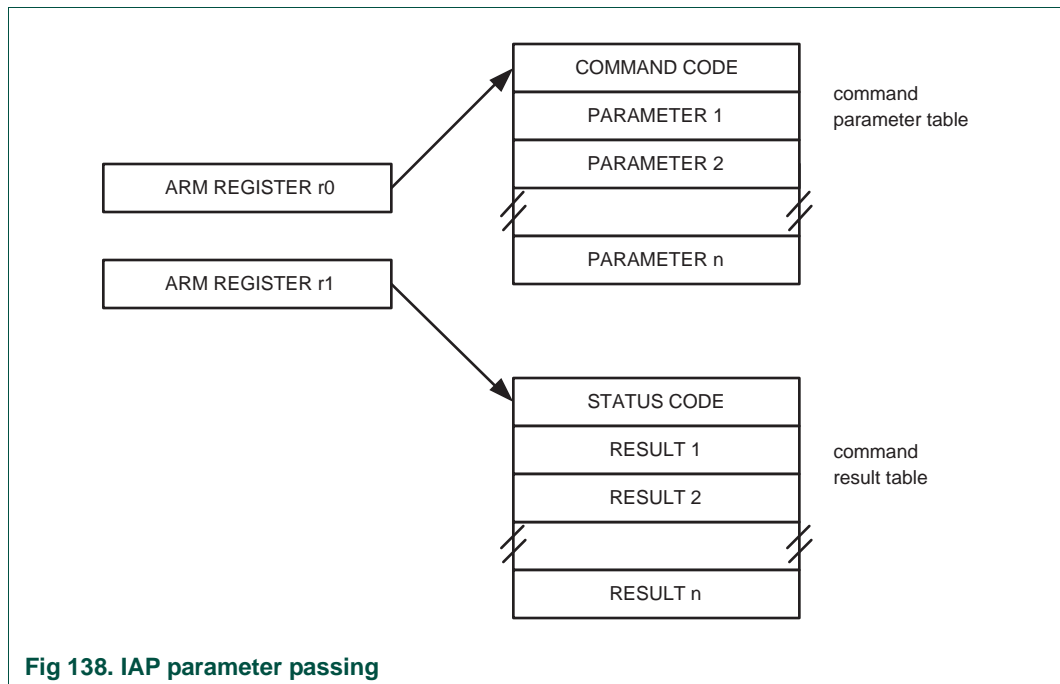 COMMAND CODE
PARAMETER 1
PARAMETER 2
PARAMETER n
command
parameter table
ARM REGISTER r0
ARM REGISTER r1
STATUS CODE
RESULT 1
RESULT 2
RESULT n
command
result table
Fig 138. IAP parameter passing